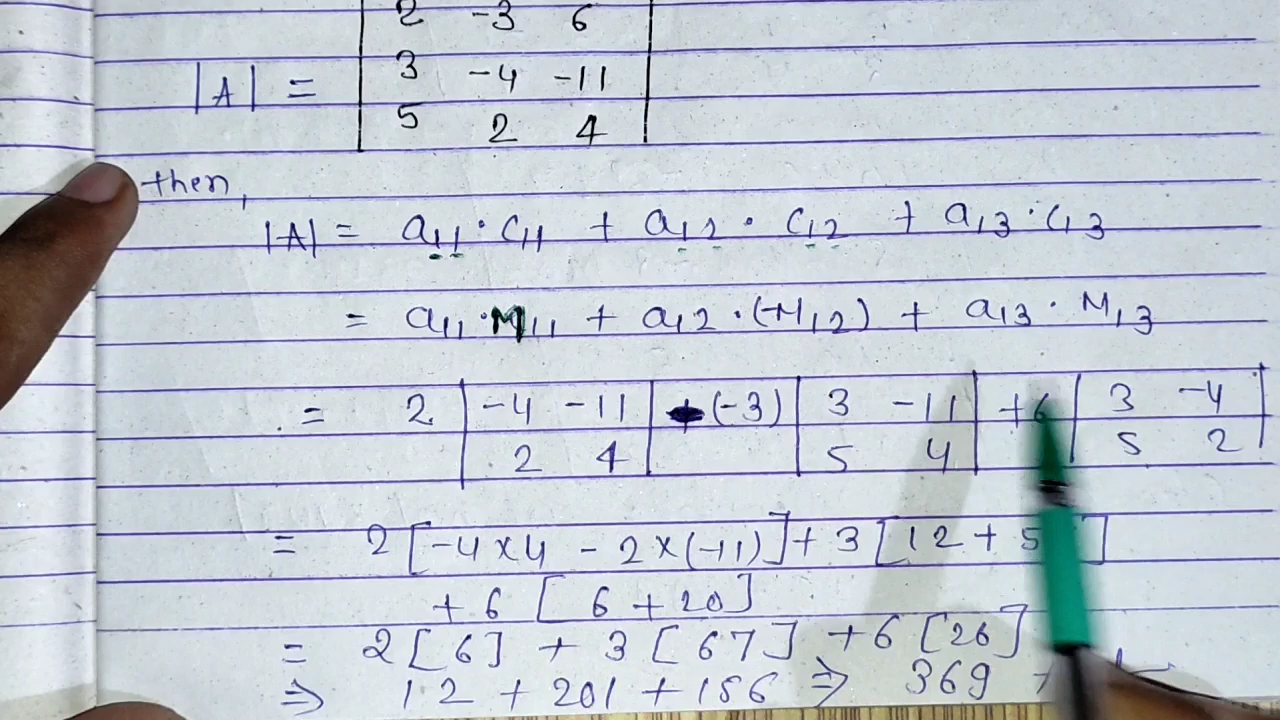 2 -3 6
|A| = 3 -4 -11
5 2 4
then,
|A| = a₁₁·C₁₁ + a₁₂·C₁₂ + a₁₃·C₁₃
= a₁₁·M₁₁ + a₁₂·(-M₁₂) + a₁₃·M₁₃
= 2 | -4 -11 | (-3) | 3 -11 | +6 | 3 -4 |
2 4 | 5 4 | 5 2
= 2[-4×4 - 2×(-11)] + 3[12 + 5 ]
+ 6 [6 + 20]
= 2[6] + 3[67] + 6[26]
⇒ 12 + 201 + 156 ⇒ 369